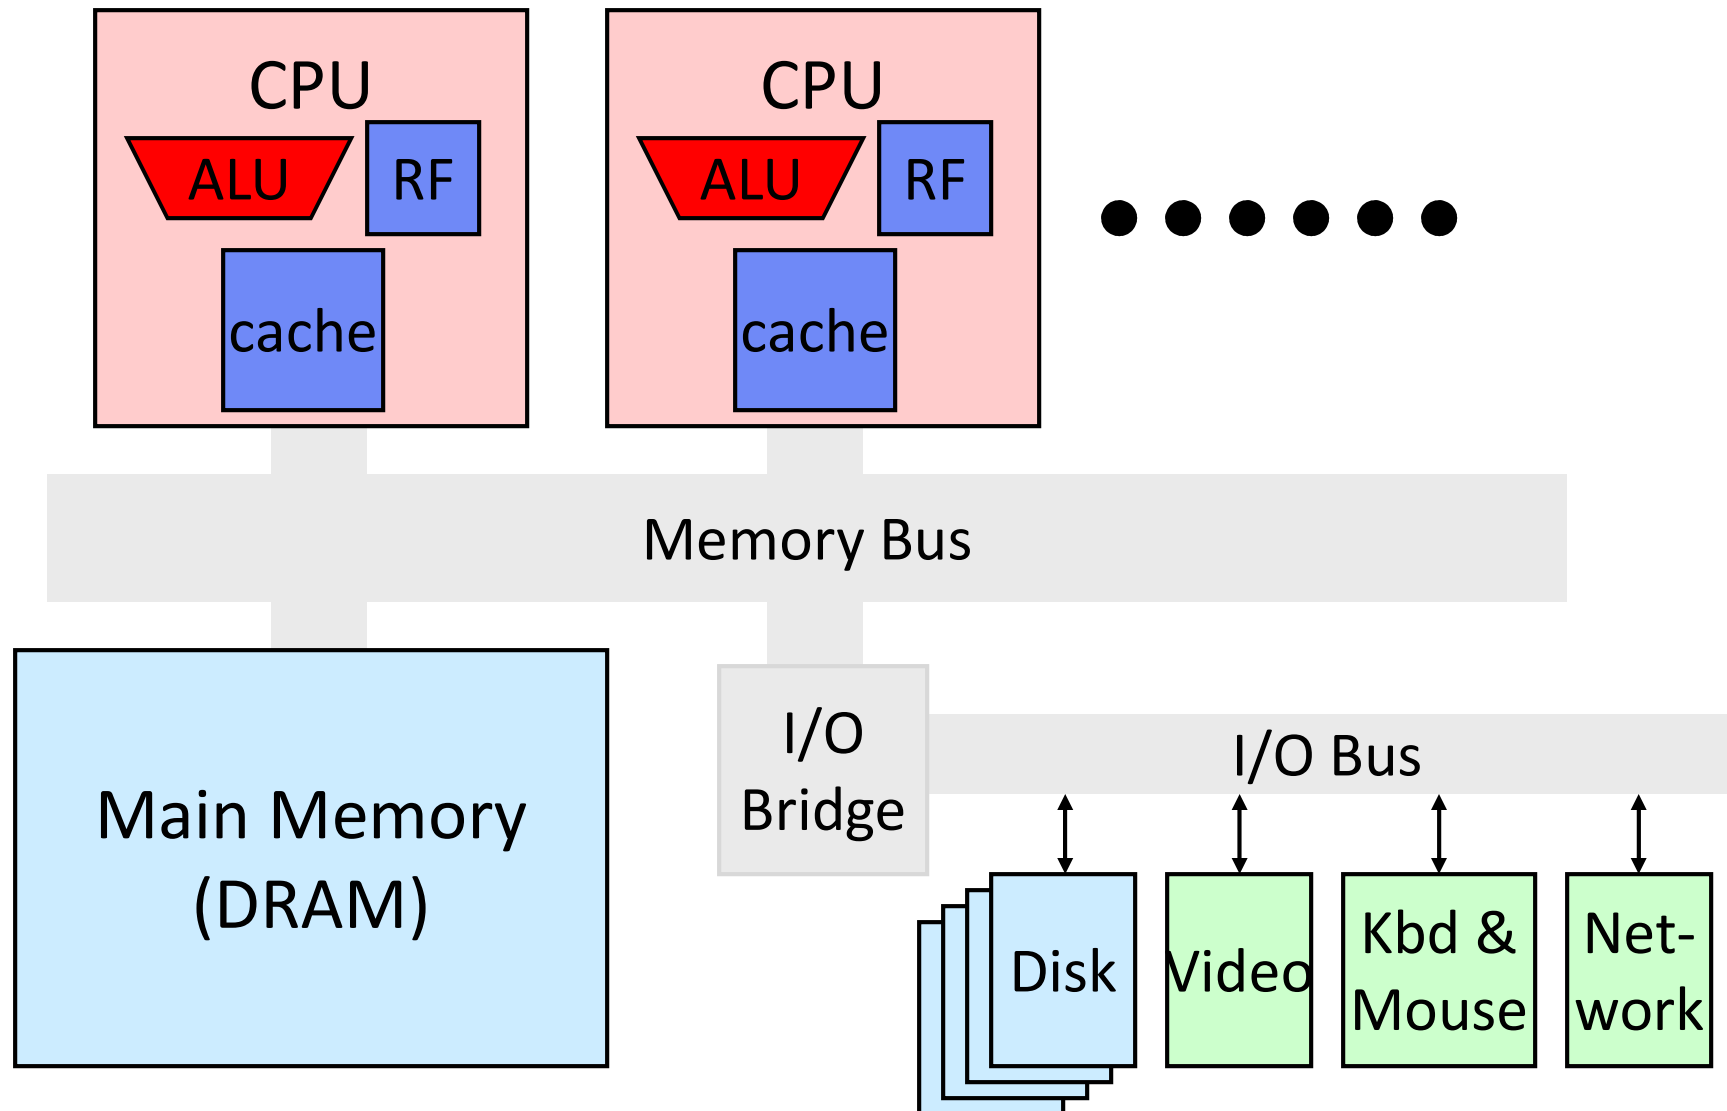 CPU
ALU
RF
cache
CPU
ALU
RF
cache
Memory Bus
Main Memory
(DRAM)
I/O
Bridge
I/O Bus
Disk
Video
Kbd &
Mouse
Net-
work